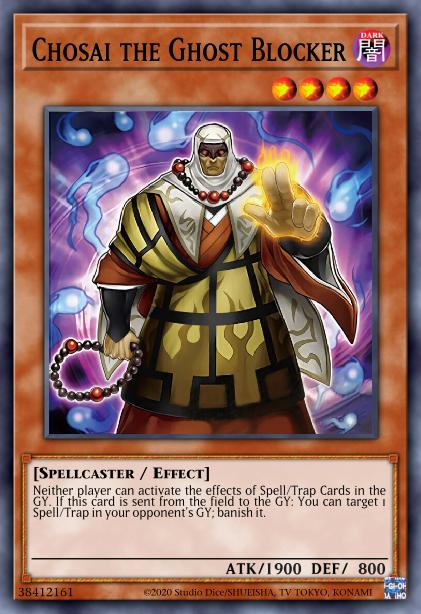 Chosai the Ghost Blocker
DARK
闇
[Spellcaster / Effect]
Neither player can activate the effects of Spell/Trap Cards in the
GY. If this card is sent from the field to the GY: You can target 1
Spell/Trap in your opponent's GY; banish it.
ATK/1900 DEF/ 800
38412161 ©2020 Studio Dice/SHUEISHA, TV TOKYO, KONAMI